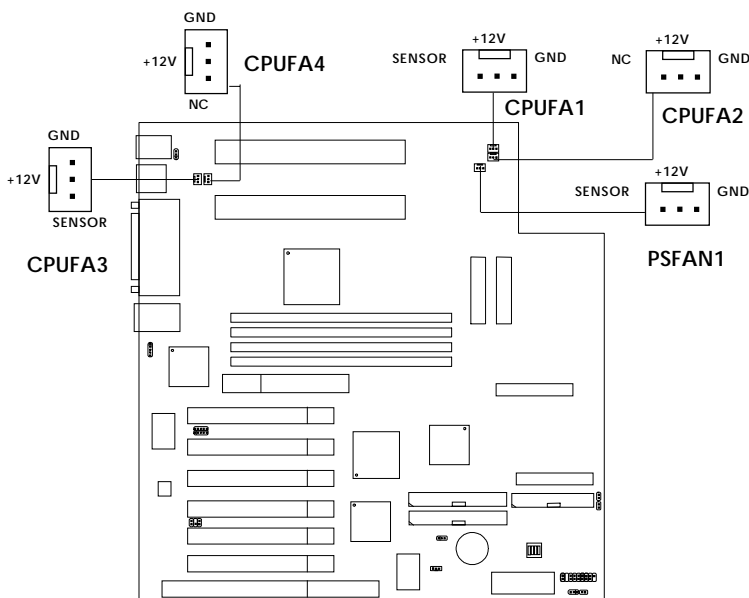 GND
+12V
NC
CPUFA4
+12V
SENSOR
GND
CPUFA1
+12V
NC
GND
CPUFA2
GND
+12V
SENSOR
CPUFA3
+12V
SENSOR
GND
PSFAN1